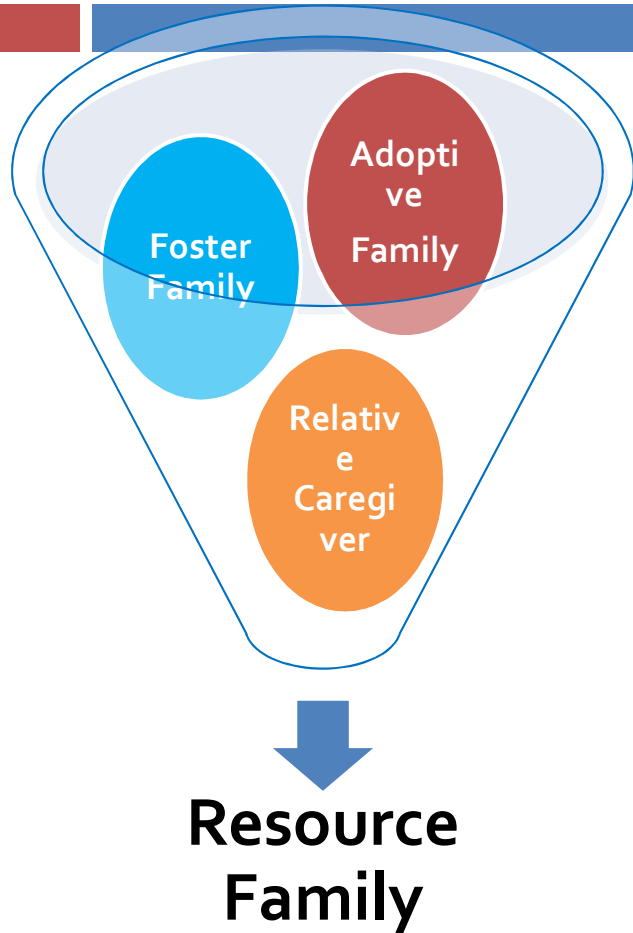 Adopti
ve
Family
Foster
Family
Relativ
e
Caregi
ver
Resource
Family